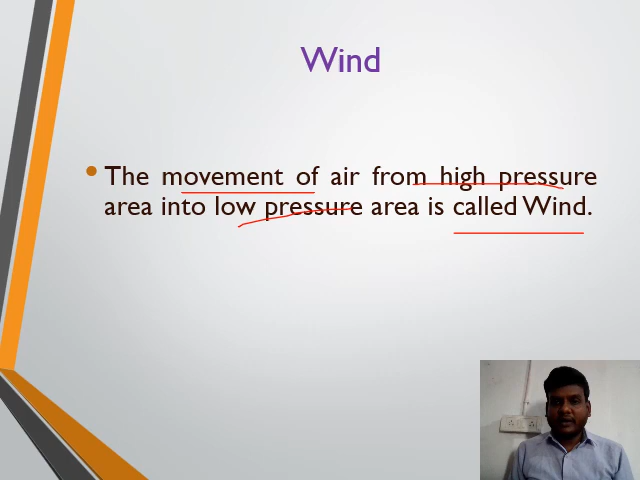 Wind
The movement of air from high pressure
area into low pressure area is called Wind.